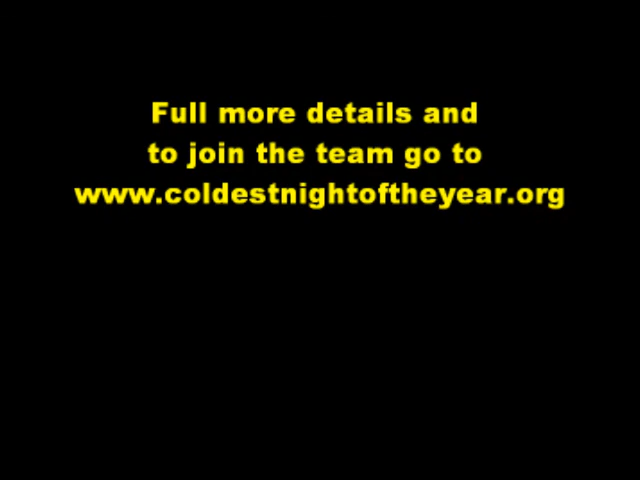 Full more details and
to join the team go to
www.coldestnightoftheyear.org